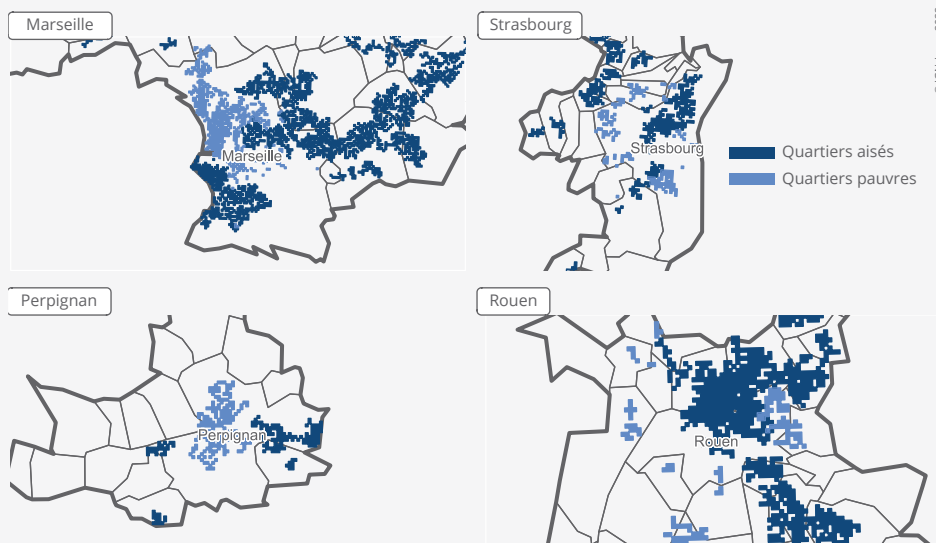 Marseille
Strasbourg
Marseille
Strasbourg
Quartiers aisés
Quartiers pauvres
Perpignan
Rouen
Perpignan
Rouen